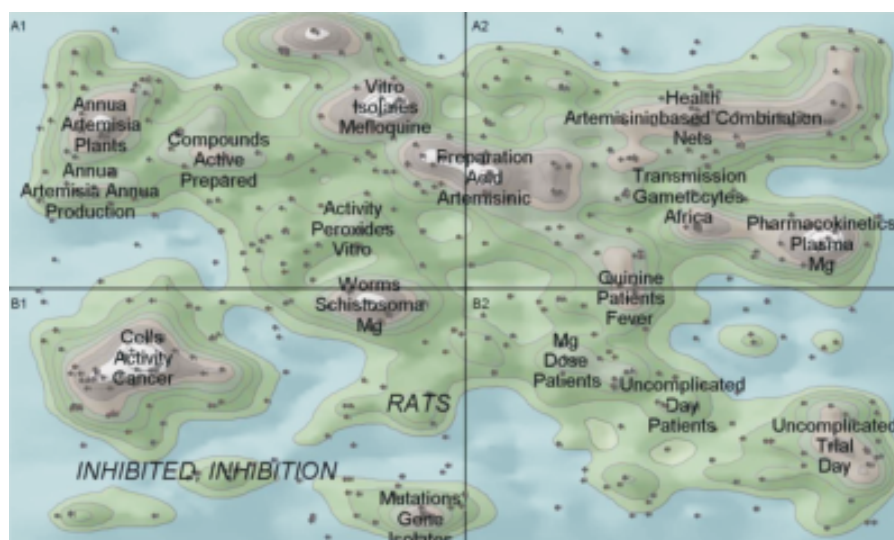 A1
A2
Vitro
Isolates
Mefloquine
Annua
Artemisia
Plants
Compounds
Active
Prepared
Health
Artemisininbased Combination
Nets
Preparation
Acid
Artemisinic
Annua
Artemisia Annua
Production
Transmission
Gametocytes
Africa
Activity
Peroxides
Vitro
Pharmacokinetics
Plasma
Mg
Worms
Schistosoma
Mg
Quinine
Patients
Fever
B1
B2
Cells
Activity
Cancer
Mg
Dose
Patients
RATS
Uncomplicated
Day
Patients
Uncomplicated
Trial
Day
INHIBITED, INHIBITION
Mutations
Gene
Isolates